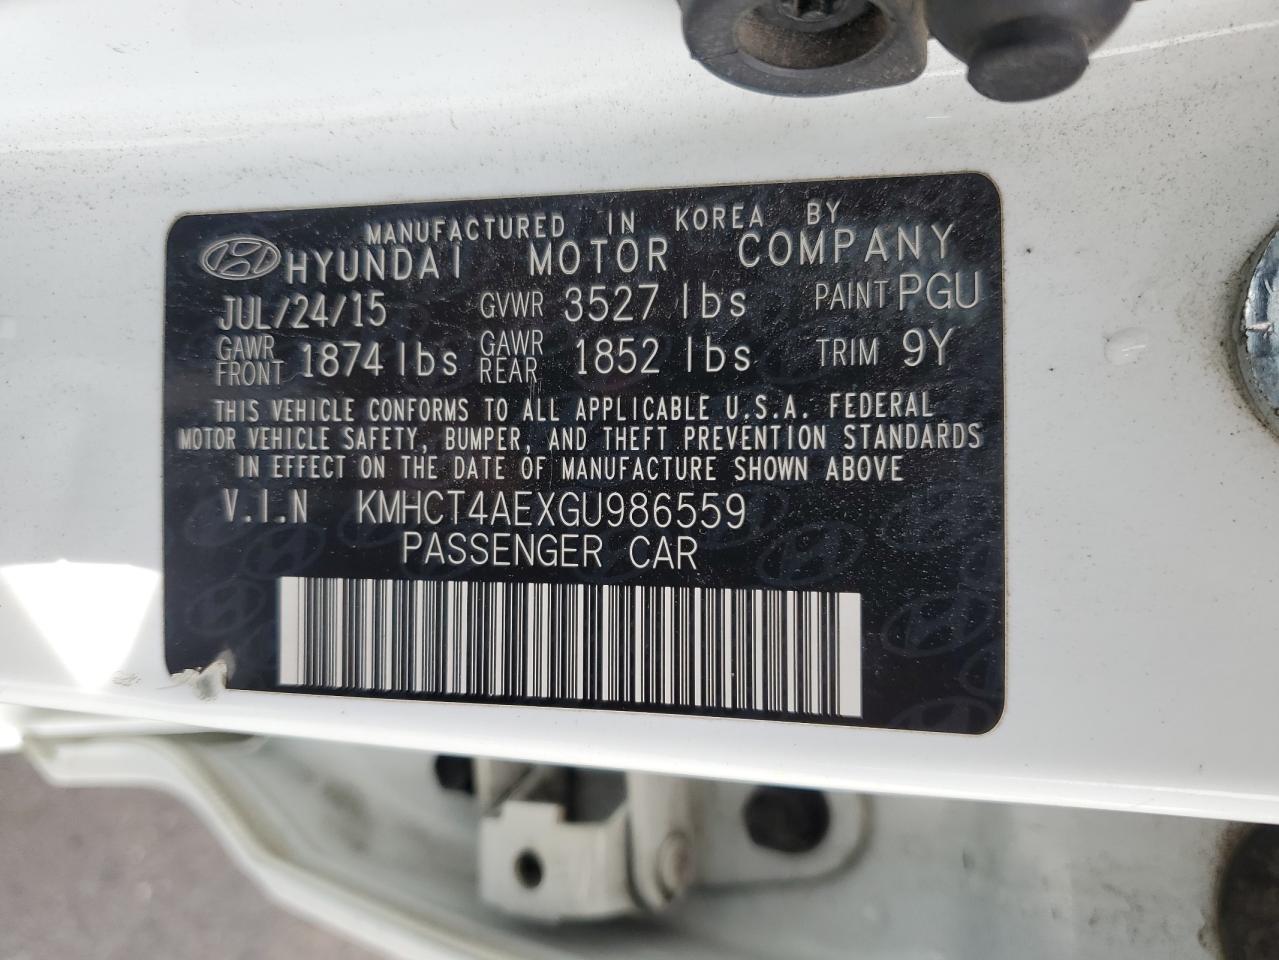 MANUFACTURED IN KOREA BY
HYUNDAI MOTOR COMPANY
JUL/24/15 GVWR 3527 lbs PAINT PGU
GAWR FRONT 1874 lbs GAWR REAR 1852 lbs TRIM 9Y
THIS VEHICLE CONFORMS TO ALL APPLICABLE U.S.A. FEDERAL
MOTOR VEHICLE SAFETY, BUMPER, AND THEFT PREVENTION STANDARDS
IN EFFECT ON THE DATE OF MANUFACTURE SHOWN ABOVE
V.I.N KMHCT4AEXGU986559
PASSENGER CAR